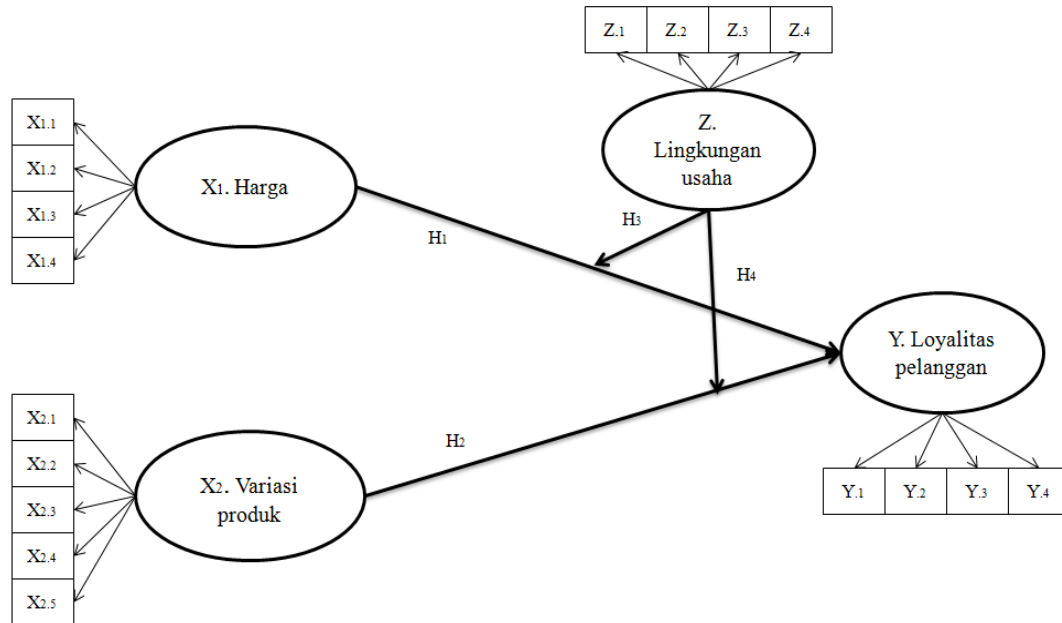 Z.1 Z.2 Z.3 Z.4
Z.
Lingkungan
usaha
X1.1
X1.2
X1.3
X1.4
X1. Harga
H1
H3
H4
Y. Loyalitas
pelanggan
Y.1 Y.2 Y.3 Y.4
X2.1
X2.2
X2.3
X2.4
X2.5
X2. Variasi
produk
H2